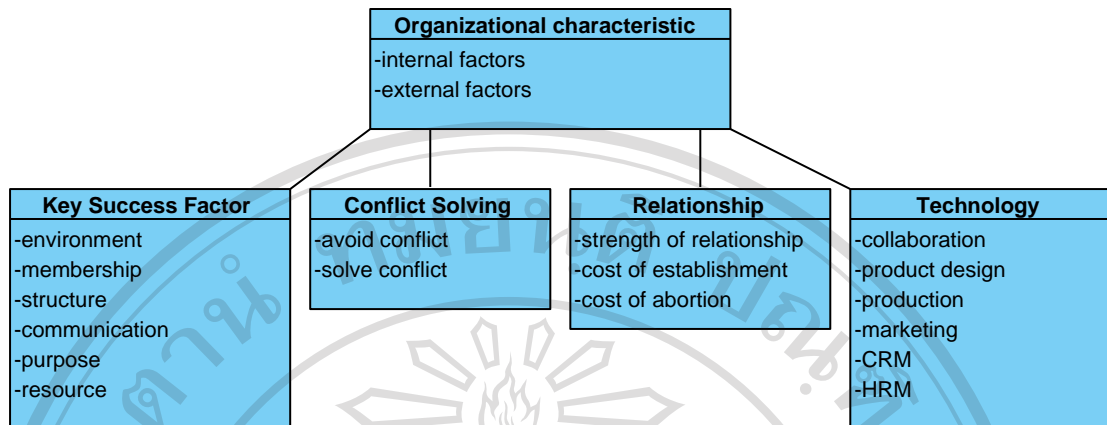 Organizational characteristic
-internal factors
-external factors
Key Success Factor
-environment
-membership
-structure
-communication
-purpose
-resource
Conflict Solving
-avoid conflict
-solve conflict
Relationship
-strength of relationship
-cost of establishment
-cost of abortion
Technology
-collaboration
-product design
-production
-marketing
-CRM
-HRM